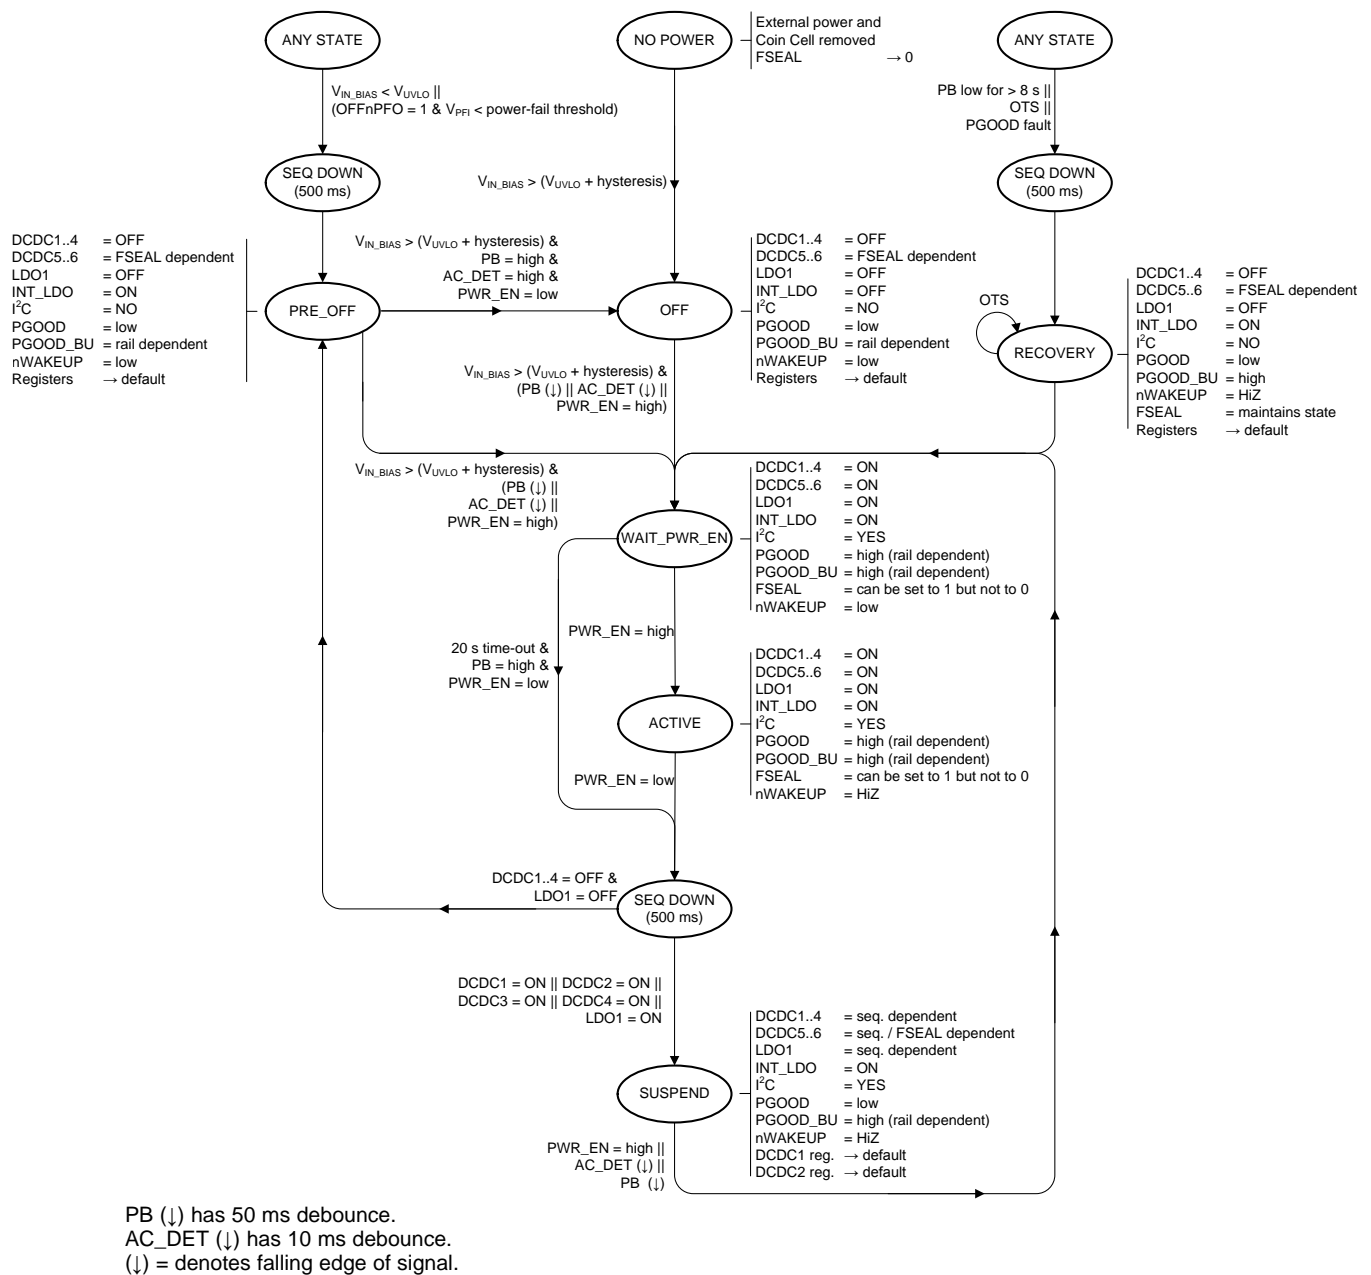 ANY STATE
NO POWER
External power and
Coin Cell removed
FSEAL → 0
ANY STATE
V_IN_BIAS < V_UVLO ||
(OFFnPFO = 1 & V_PFI < power-fail threshold)
PB low for > 8 s ||
OTS ||
PGOOD fault
SEQ DOWN
(500 ms)
V_IN_BIAS > (V_UVLO + hysteresis)
SEQ DOWN
(500 ms)
DCDC1..4 = OFF
DCDC5..6 = FSEAL dependent
LDO1 = OFF
INT_LDO = ON
I²C = NO
PGOOD = low
PGOOD_BU = rail dependent
nWAKEUP = low
Registers → default
PRE_OFF
V_IN_BIAS > (V_UVLO + hysteresis) &
PB = high &
AC_DET = high &
PWR_EN = low
OFF
DCDC1..4 = OFF
DCDC5..6 = FSEAL dependent
LDO1 = OFF
INT_LDO = OFF
I²C = NO
PGOOD = low
PGOOD_BU = rail dependent
nWAKEUP = low
Registers → default
OTS
RECOVERY
DCDC1..4 = OFF
DCDC5..6 = FSEAL dependent
LDO1 = OFF
INT_LDO = ON
I²C = NO
PGOOD = low
PGOOD_BU = high
nWAKEUP = HiZ
FSEAL = maintains state
Registers → default
V_IN_BIAS > (V_UVLO + hysteresis) &
(PB (↓) || AC_DET (↓) ||
PWR_EN = high)
V_IN_BIAS > (V_UVLO + hysteresis) &
(PB (↓) ||
AC_DET (↓) ||
PWR_EN = high)
WAIT_PWR_EN
DCDC1..4 = ON
DCDC5..6 = ON
LDO1 = ON
INT_LDO = ON
I²C = YES
PGOOD = high (rail dependent)
PGOOD_BU = high (rail dependent)
FSEAL = can be set to 1 but not to 0
nWAKEUP = low
PWR_EN = high
20 s time-out &
PB = high &
PWR_EN = low
ACTIVE
DCDC1..4 = ON
DCDC5..6 = ON
LDO1 = ON
INT_LDO = ON
I²C = YES
PGOOD = high (rail dependent)
PGOOD_BU = high (rail dependent)
FSEAL = can be set to 1 but not to 0
nWAKEUP = HiZ
PWR_EN = low
DCDC1..4 = OFF &
LDO1 = OFF
SEQ DOWN
(500 ms)
DCDC1 = ON || DCDC2 = ON ||
DCDC3 = ON || DCDC4 = ON ||
LDO1 = ON
SUSPEND
DCDC1..4 = seq. dependent
DCDC5..6 = seq. / FSEAL dependent
LDO1 = seq. dependent
INT_LDO = ON
I²C = YES
PGOOD = low
PGOOD_BU = high (rail dependent)
nWAKEUP = HiZ
DCDC1 reg. → default
DCDC2 reg. → default
PWR_EN = high ||
AC_DET (↓) ||
PB (↓)
PB (↓) has 50 ms debounce.
AC_DET (↓) has 10 ms debounce.
(↓) = denotes falling edge of signal.